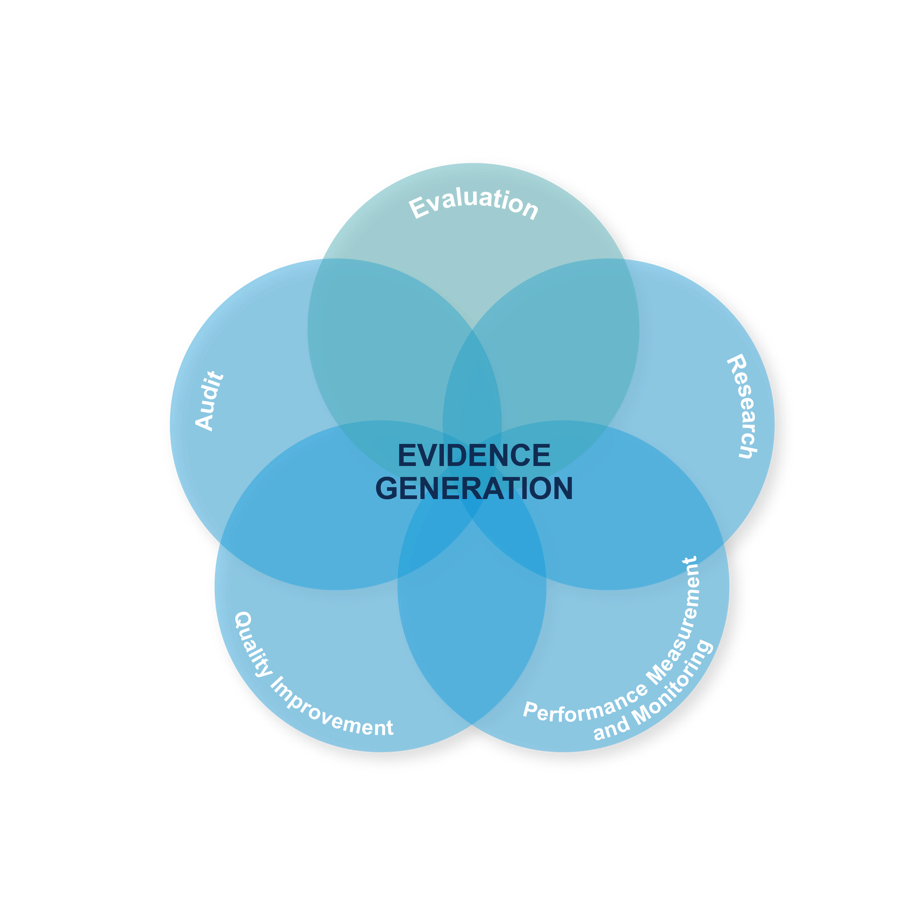 Evaluation
Audit
Research
EVIDENCE
GENERATION
Quality Improvement
Performance Measurement
and Monitoring